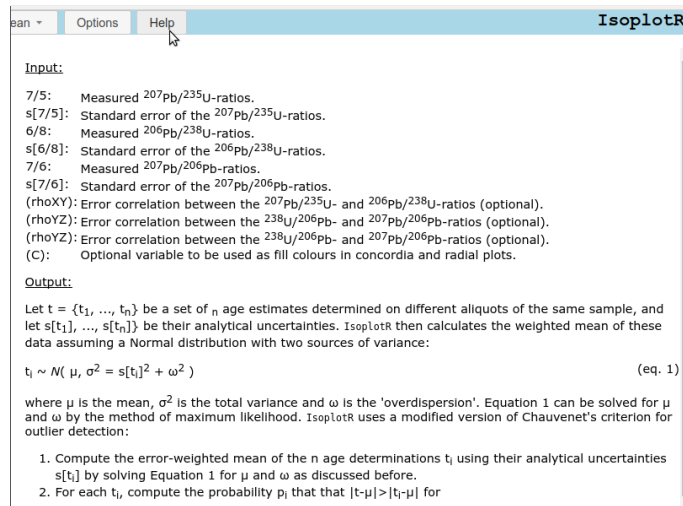 ean Options Help IsoplotR
Input:
7/5: Measured ²⁰⁷Pb/²³⁵U-ratios.
s[7/5]: Standard error of the ²⁰⁷Pb/²³⁵U-ratios.
6/8: Measured ²⁰⁶Pb/²³⁸U-ratios.
s[6/8]: Standard error of the ²⁰⁶Pb/²³⁸U-ratios.
7/6: Measured ²⁰⁷Pb/²⁰⁶Pb-ratios.
s[7/6]: Standard error of the ²⁰⁷Pb/²⁰⁶Pb-ratios.
(rhoXY): Error correlation between the ²⁰⁷Pb/²³⁵U- and ²⁰⁶Pb/²³⁸U-ratios (optional).
(rhoYZ): Error correlation between the ²³⁸U/²⁰⁶Pb- and ²⁰⁷Pb/²⁰⁶Pb-ratios (optional).
(rhoYZ): Error correlation between the ²³⁸U/²⁰⁶Pb- and ²⁰⁷Pb/²⁰⁶Pb-ratios (optional).
(C): Optional variable to be used as fill colours in concordia and radial plots.
Output:
Let t = {t₁, ..., tₙ} be a set of ₙ age estimates determined on different aliquots of the same sample, and
let s[t₁], ..., s[tₙ]} be their analytical uncertainties. IsoplotR then calculates the weighted mean of these
data assuming a Normal distribution with two sources of variance:
tᵢ ~ N( μ, σ² = s[tᵢ]² + ω² ) (eq. 1)
where μ is the mean, σ² is the total variance and ω is the 'overdispersion'. Equation 1 can be solved for μ
and ω by the method of maximum likelihood. IsoplotR uses a modified version of Chauvenet's criterion for
outlier detection:
1. Compute the error-weighted mean of the n age determinations tᵢ using their analytical uncertainties
s[tᵢ] by solving Equation 1 for μ and ω as discussed before.
2. For each tᵢ, compute the probability pᵢ that that |t-μ|>|tᵢ-μ| for